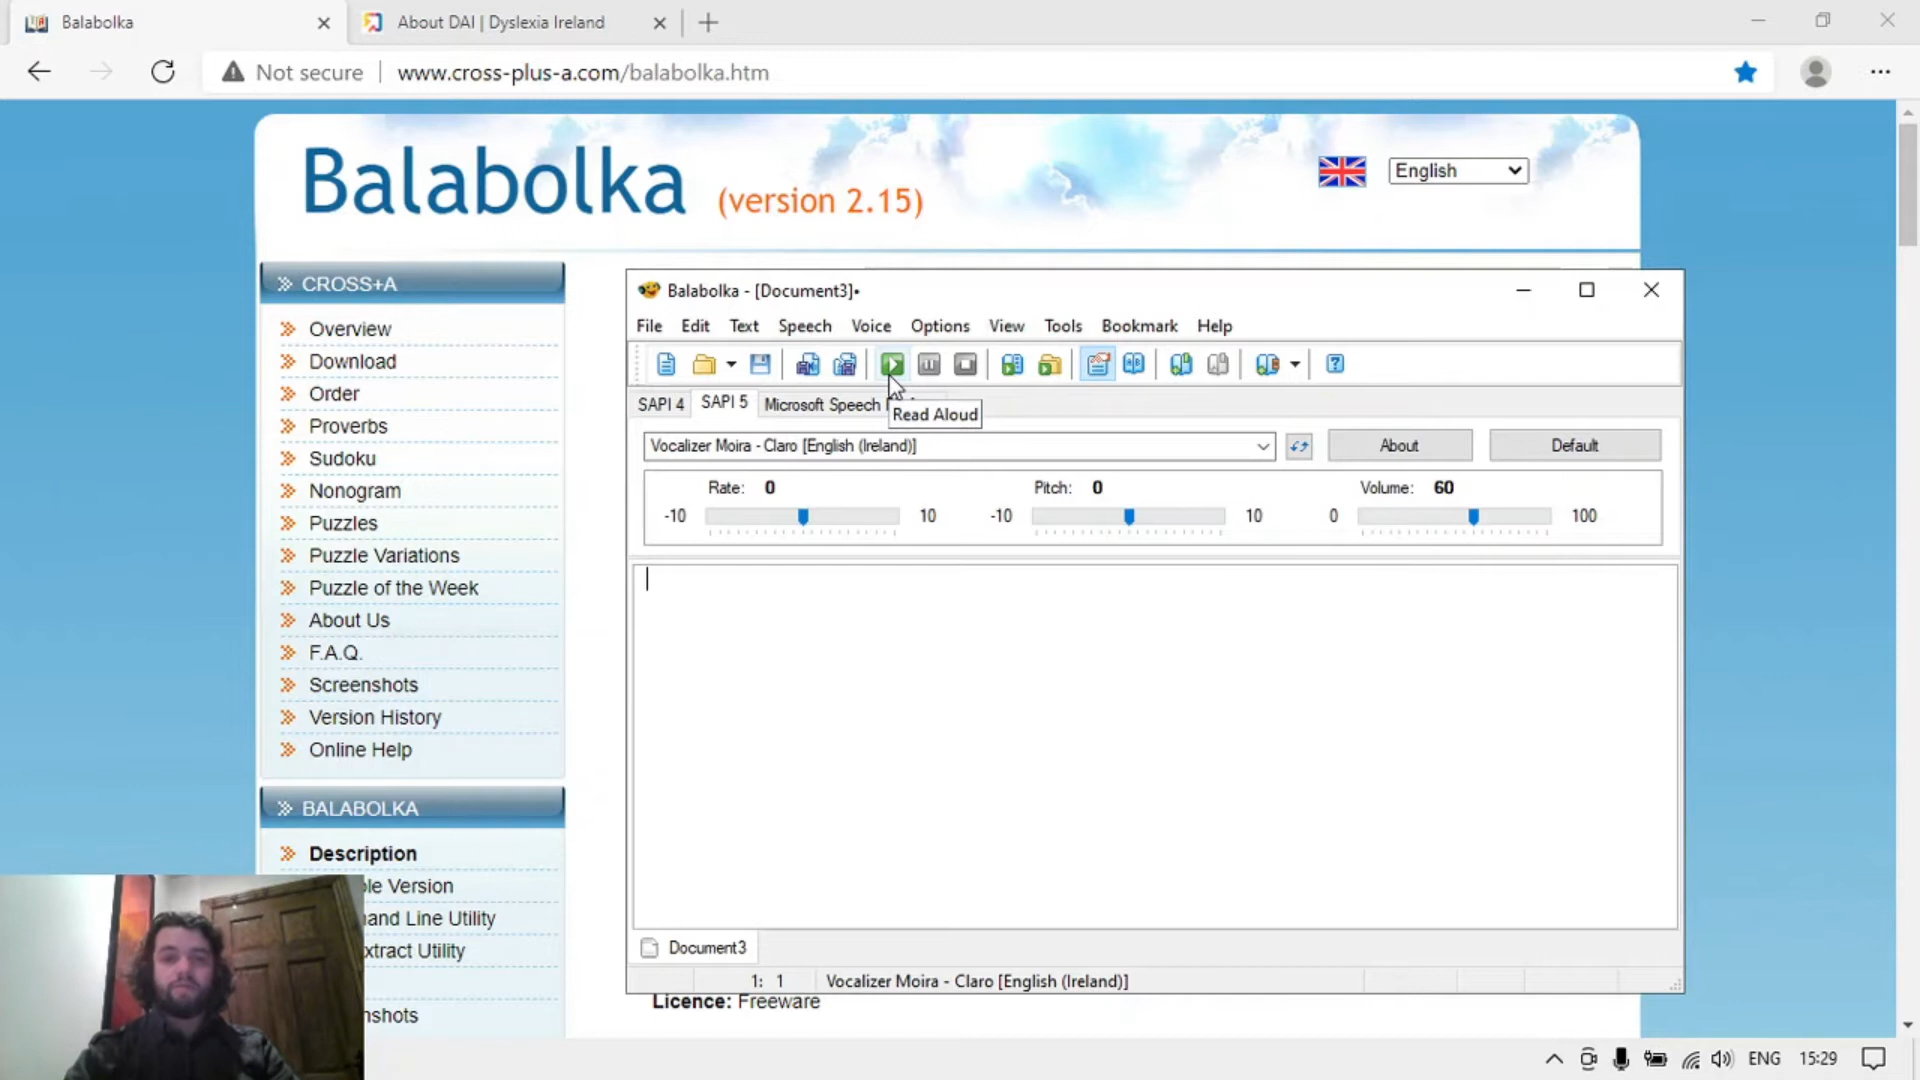 Balabolka
About DAI | Dyslexia Ireland
Not secure
www.cross-plus-a.com/balabolka.htm
Balabolka (version 2.15)
English
CROSS+A
Overview
Download
Order
Proverbs
Sudoku
Nonogram
Puzzles
Puzzle Variations
Puzzle of the Week
About Us
F.A.Q.
Screenshots
Version History
Online Help
BALABOLKA
Description
Version
Line Utility
Utility
Balabolka - [Document3]•
File Edit Text Speech Voice Options View Tools Bookmark Help
SAPI 4 SAPI 5 Microsoft Speech
Read Aloud
Vocalizer Moira - Claro [English (Ireland)]
About
Default
Rate: 0 Pitch: 0 Volume: 60
-10 10 -10 10 0 100
Document3
1: 1 Vocalizer Moira - Claro [English (Ireland)]
Licence: Freeware
ENG 15:29